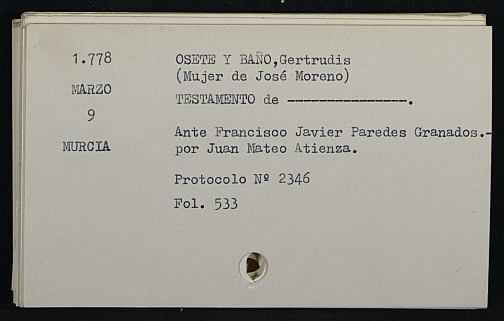 1.778
MARZO
9
MURCIA
OSETE Y BAÑO,Gertrudis
(Mujer de José Moreno)
TESTAMENTO de ---------------.
Ante Francisco Javier Paredes Granados.-
por Juan Mateo Atienza.
Protocolo Nº 2346
Fol. 533